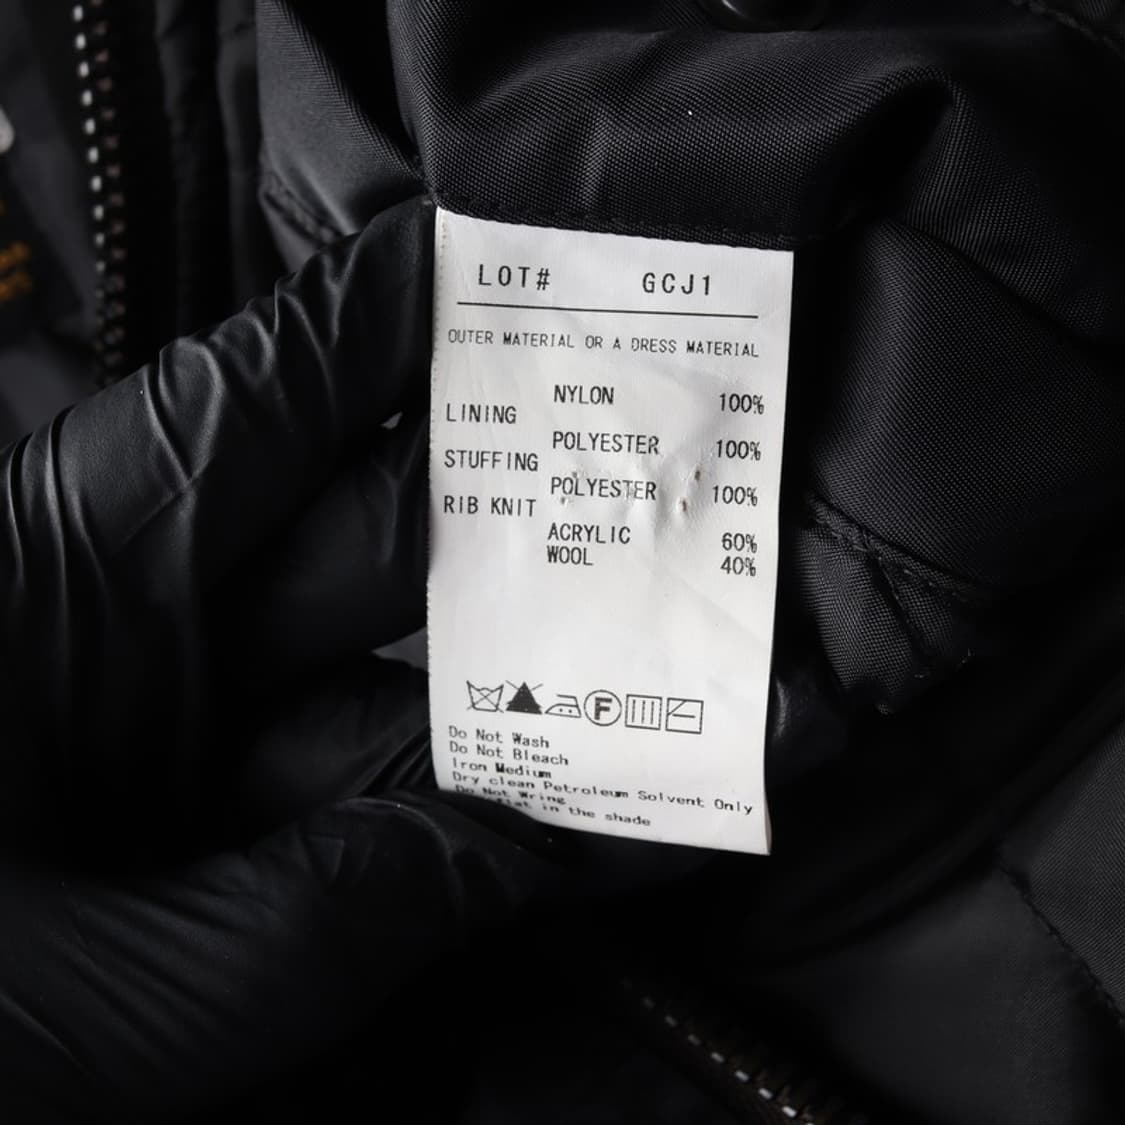 LOT# GCJ1
OUTER MATERIAL OR A DRESS MATERIAL
NYLON 100%
LINING
POLYESTER 100%
STUFFING
POLYESTER 100%
RIB KNIT
ACRYLIC 60%
WOOL 40%
F
Do Not Wash
Do Not Bleach
Iron Medium
Dry clean Petroleum Solvent Only
Do Not Wring
flat in the shade